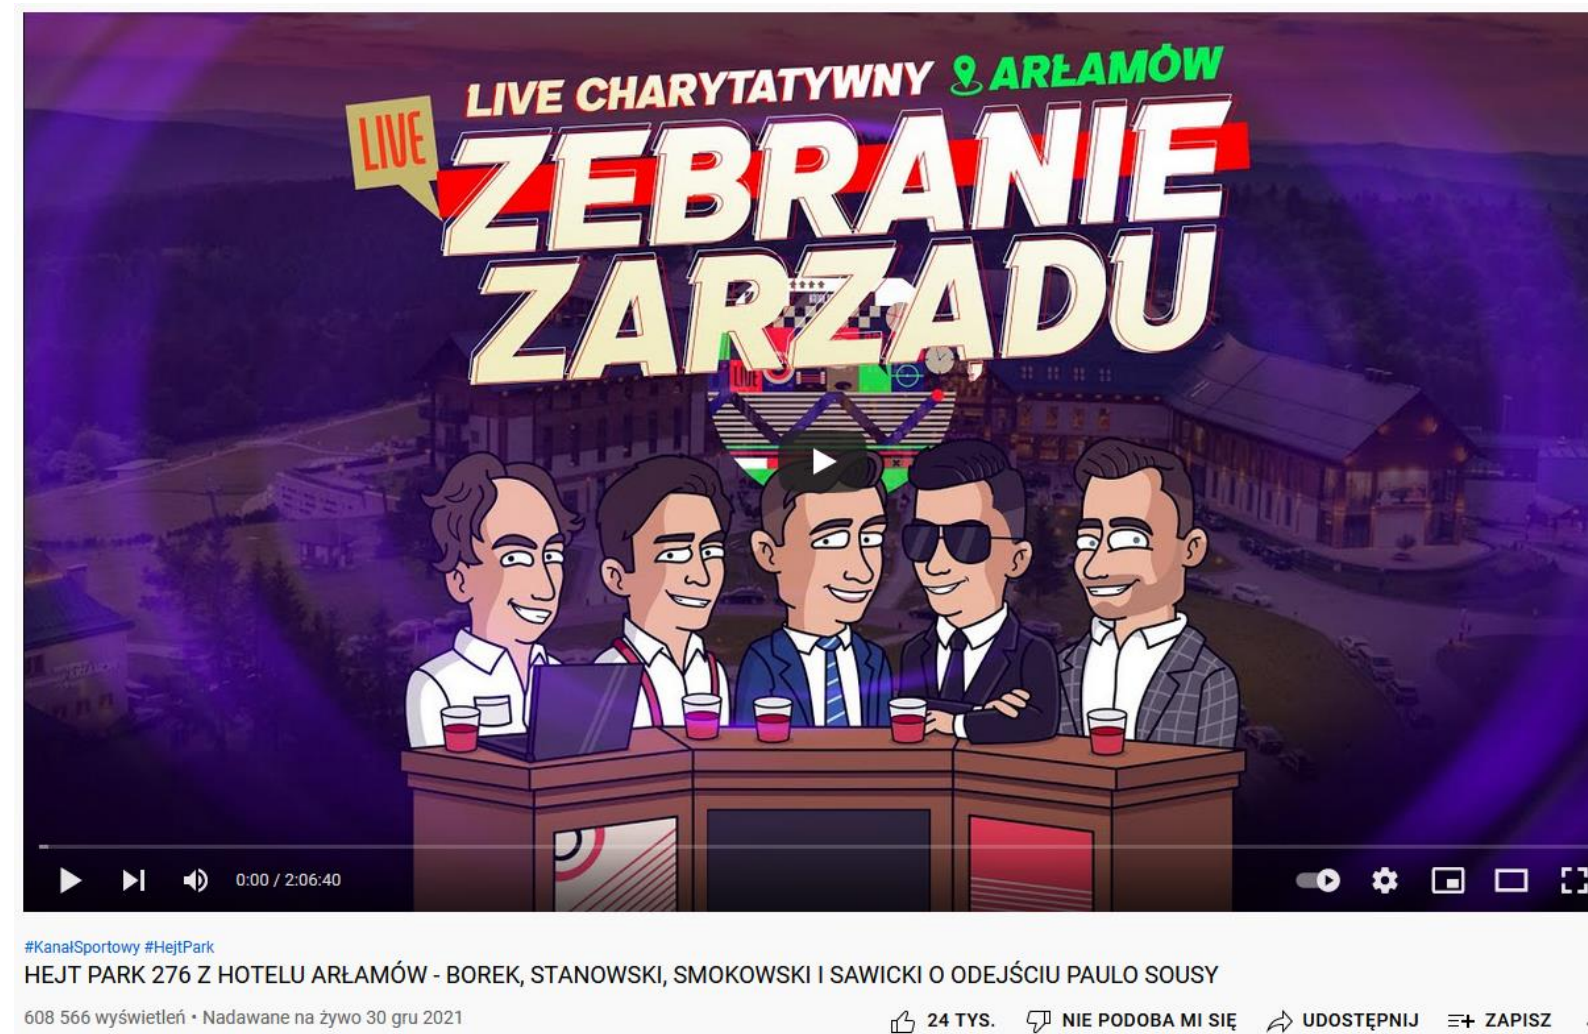 LIVE CHARYTATYWNY ARŁAMÓW
LIVE
ZEBRANIE
ZARZĄDU
LIVE
0:00 / 2:06:40
#KanałSportowy #HejtPark
HEJT PARK 276 Z HOTELU ARŁAMÓW - BOREK, STANOWSKI, SMOKOWSKI I SAWICKI O ODEJŚCIU PAULO SOUSY
608 566 wyświetleń • Nadawane na żywo 30 gru 2021
24 TYS. NIE PODOBA MI SIĘ UDOSTĘPNIJ ZAPISZ